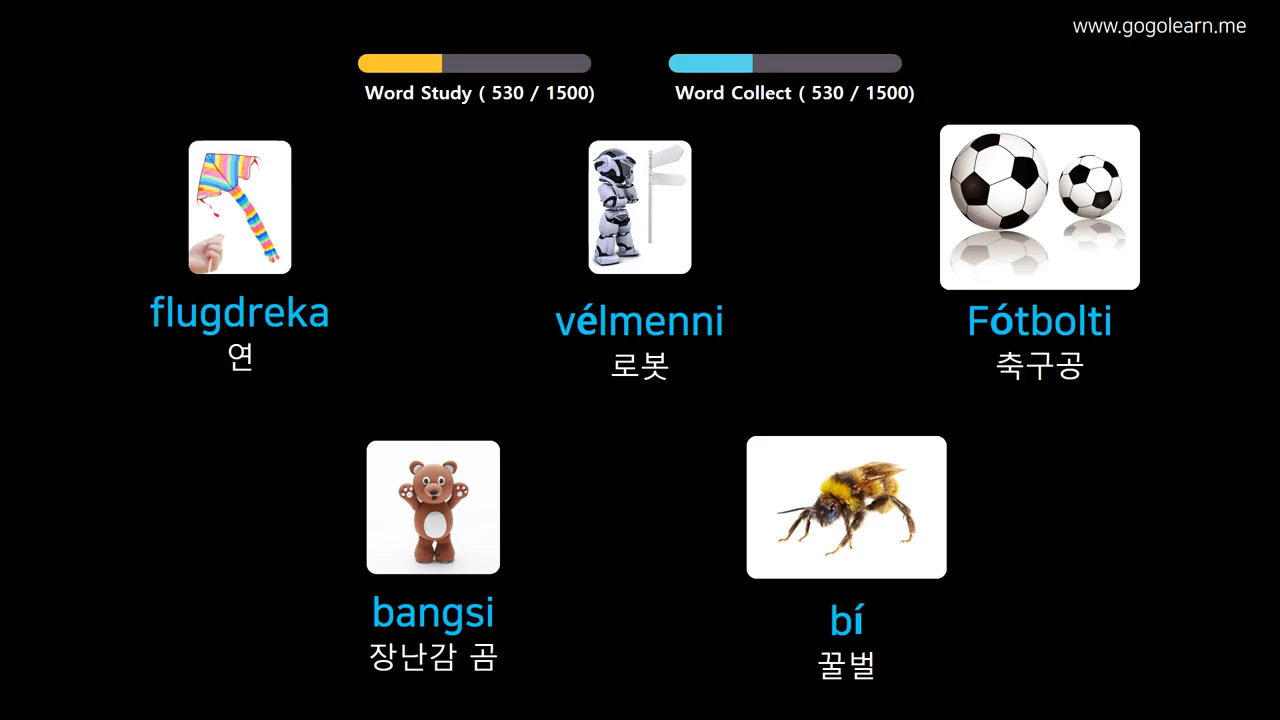 www.gogolearn.me
Word Study ( 530 / 1500)
Word Collect ( 530 / 1500)
flugdreka
연
vélmenni
로봇
Fótbolti
축구공
bangsi
장난감 곰
bí
꿀벌